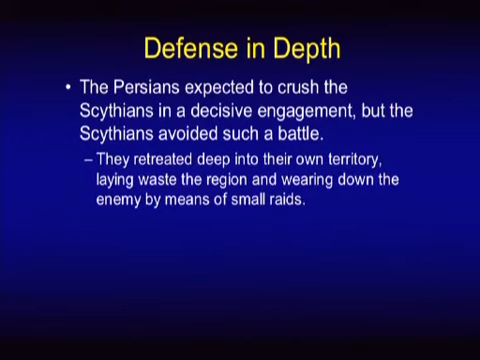 Defense in Depth
• The Persians expected to crush the
Scythians in a decisive engagement, but the
Scythians avoided such a battle.
– They retreated deep into their own territory,
laying waste the region and wearing down the
enemy by means of small raids.